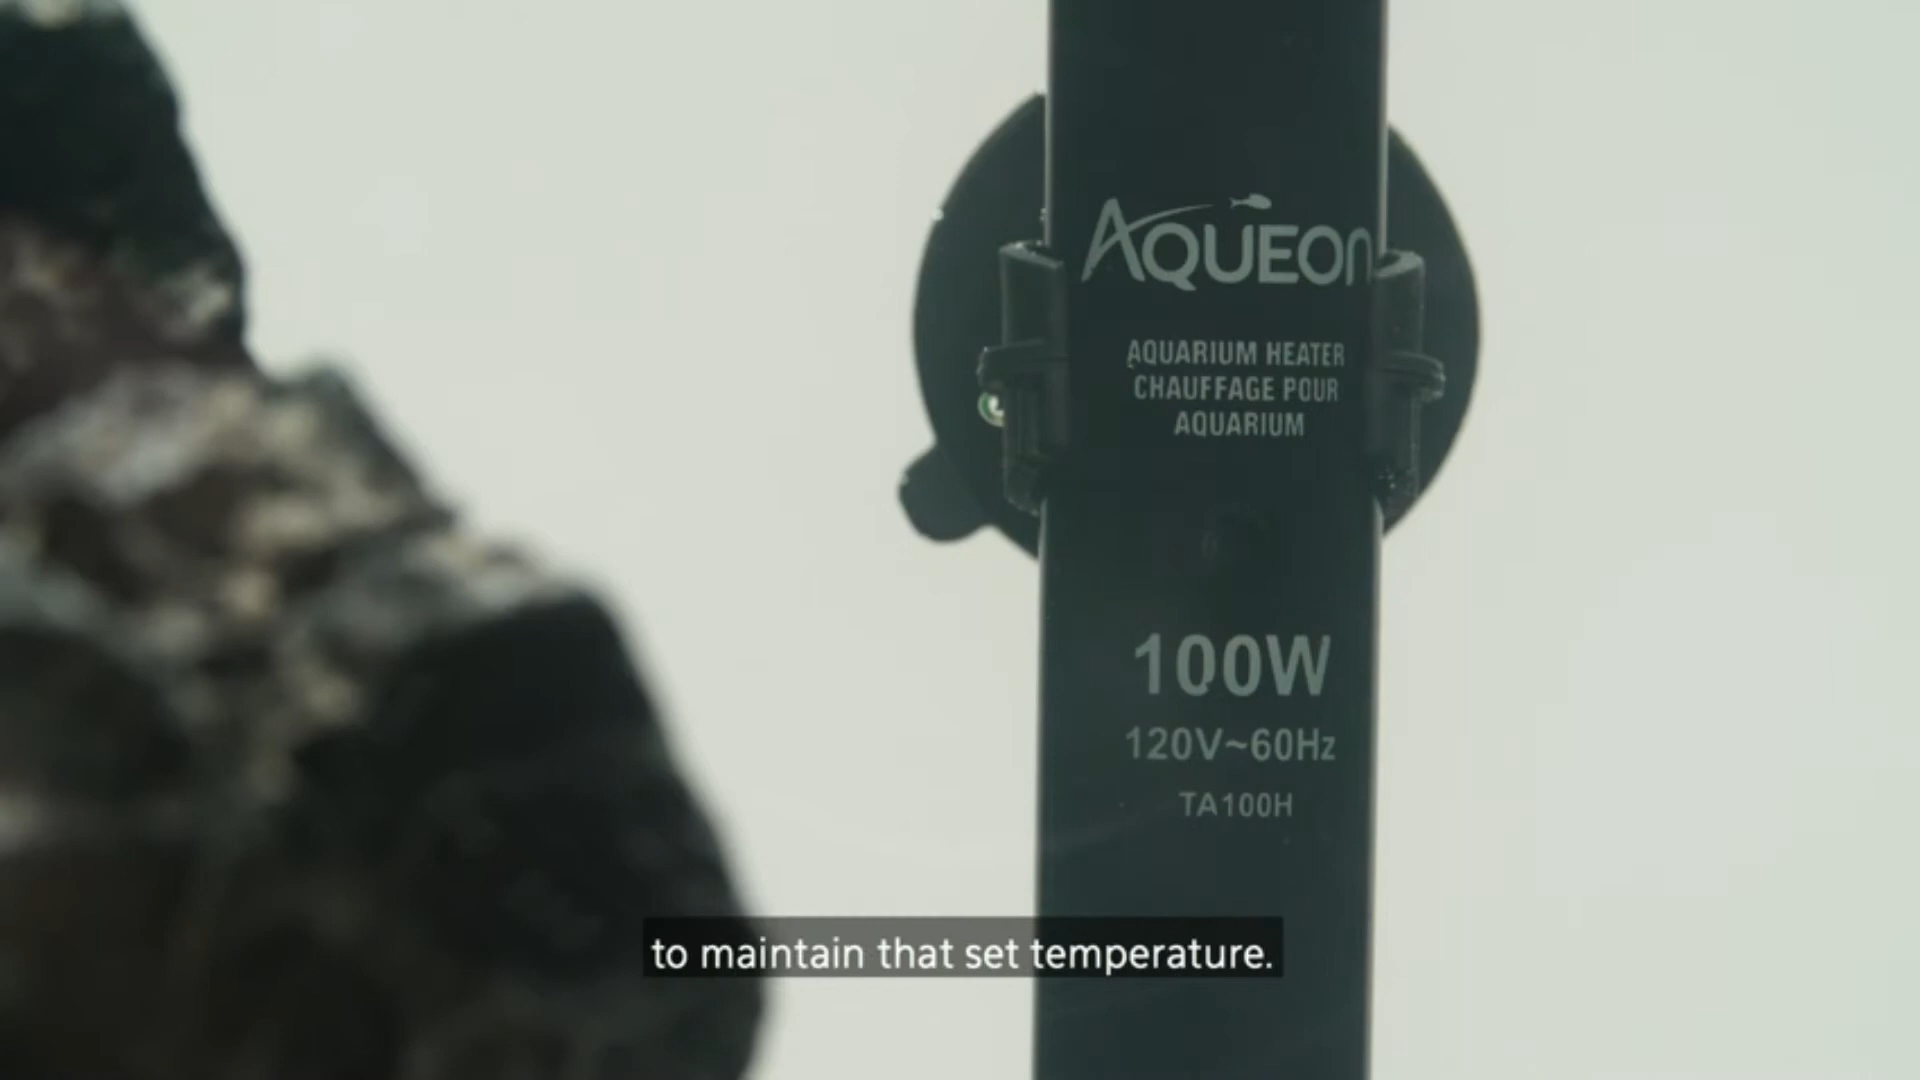 AQUEON
AQUARIUM HEATER
CHAUFFAGE POUR
AQUARIUM
100W
120V~60Hz
TA100H
to maintain that set temperature.